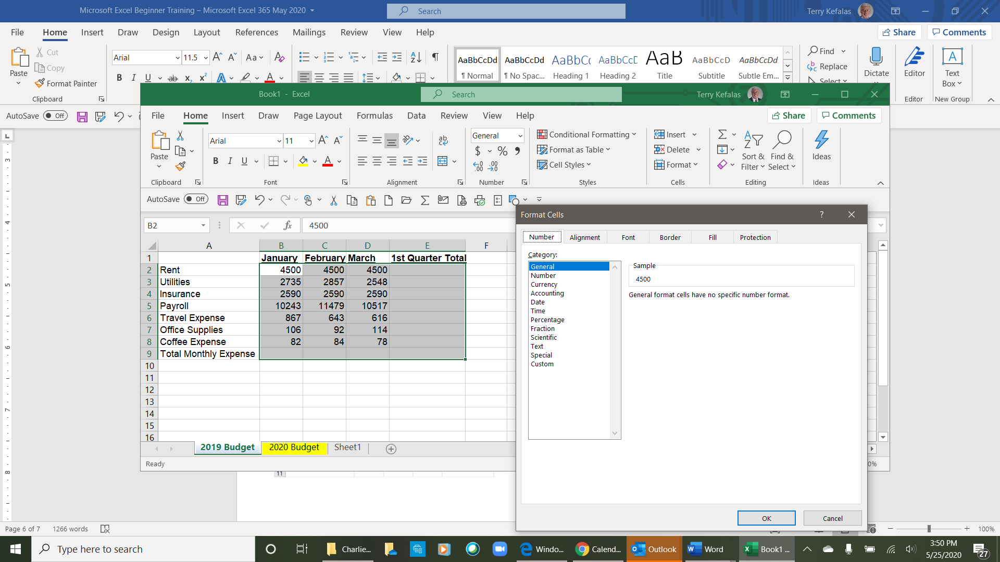 Microsoft Excel Beginner Training – Microsoft Excel 365 May 2020
Search
Terry Kefalas
File Home Insert Draw Design Layout References Mailings Review View Help
Share Comments
Paste
Cut
Copy
Format Painter
Clipboard
Arial 11.5
AaBbCcDd AaBbCcDd AaBbCc AaBbCcC AaB AaBbCcD AaBbCcDd
¶ Normal ¶ No Spac... Heading 1 Heading 2 Title Subtitle Subtle Em...
Find
Replace
Select
Dictate
Editor
Text Box
Editor
New Group
AutoSave Off
Book1 - Excel
Search
Terry Kefalas
File Home Insert Draw Page Layout Formulas Data Review View Help
Share Comments
Paste
Clipboard
Arial 11
Font
Alignment
General
Number
Conditional Formatting
Format as Table
Cell Styles
Styles
Insert
Delete
Format
Cells
Sort & Filter
Find & Select
Editing
Ideas
Ideas
AutoSave Off
B2 fx 4500
A B C D E F
1 January February March 1st Quarter Total
2 Rent 4500 4500 4500
3 Utilities 2735 2857 2548
4 Insurance 2590 2590 2590
5 Payroll 10243 11479 10517
6 Travel Expense 867 643 616
7 Office Supplies 106 92 114
8 Coffee Expense 82 84 78
9 Total Monthly Expense
10
11
12
13
14
15
16
2019 Budget 2020 Budget Sheet1
Ready
0%
11
Format Cells
Number Alignment Font Border Fill Protection
Category:
General
Number
Currency
Accounting
Date
Time
Percentage
Fraction
Scientific
Text
Special
Custom
Sample
4500
General format cells have no specific number format.
OK Cancel
3
4
5
6
7
8
Page 6 of 7 1266 words
100%
Type here to search
Charlie...
Windo...
Calend...
Outlook
Word
Book1 ...
3:50 PM
5/25/2020
27